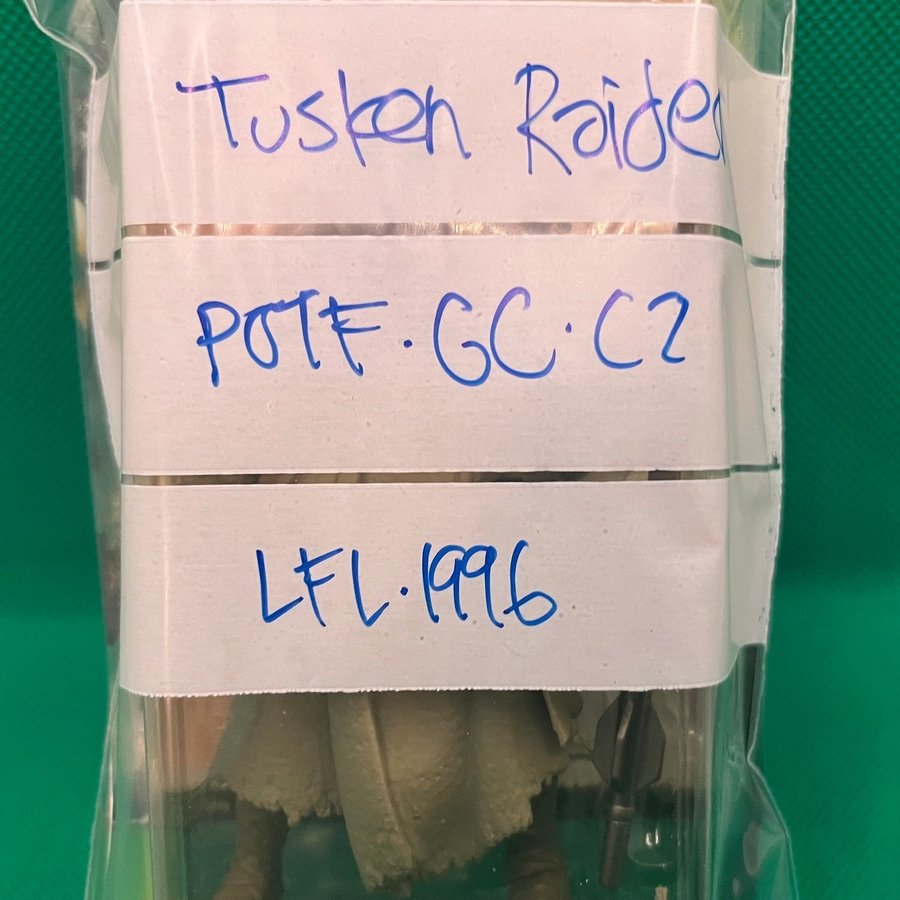 Tusken Raider
POTF · GC · C2
LFL · 1996